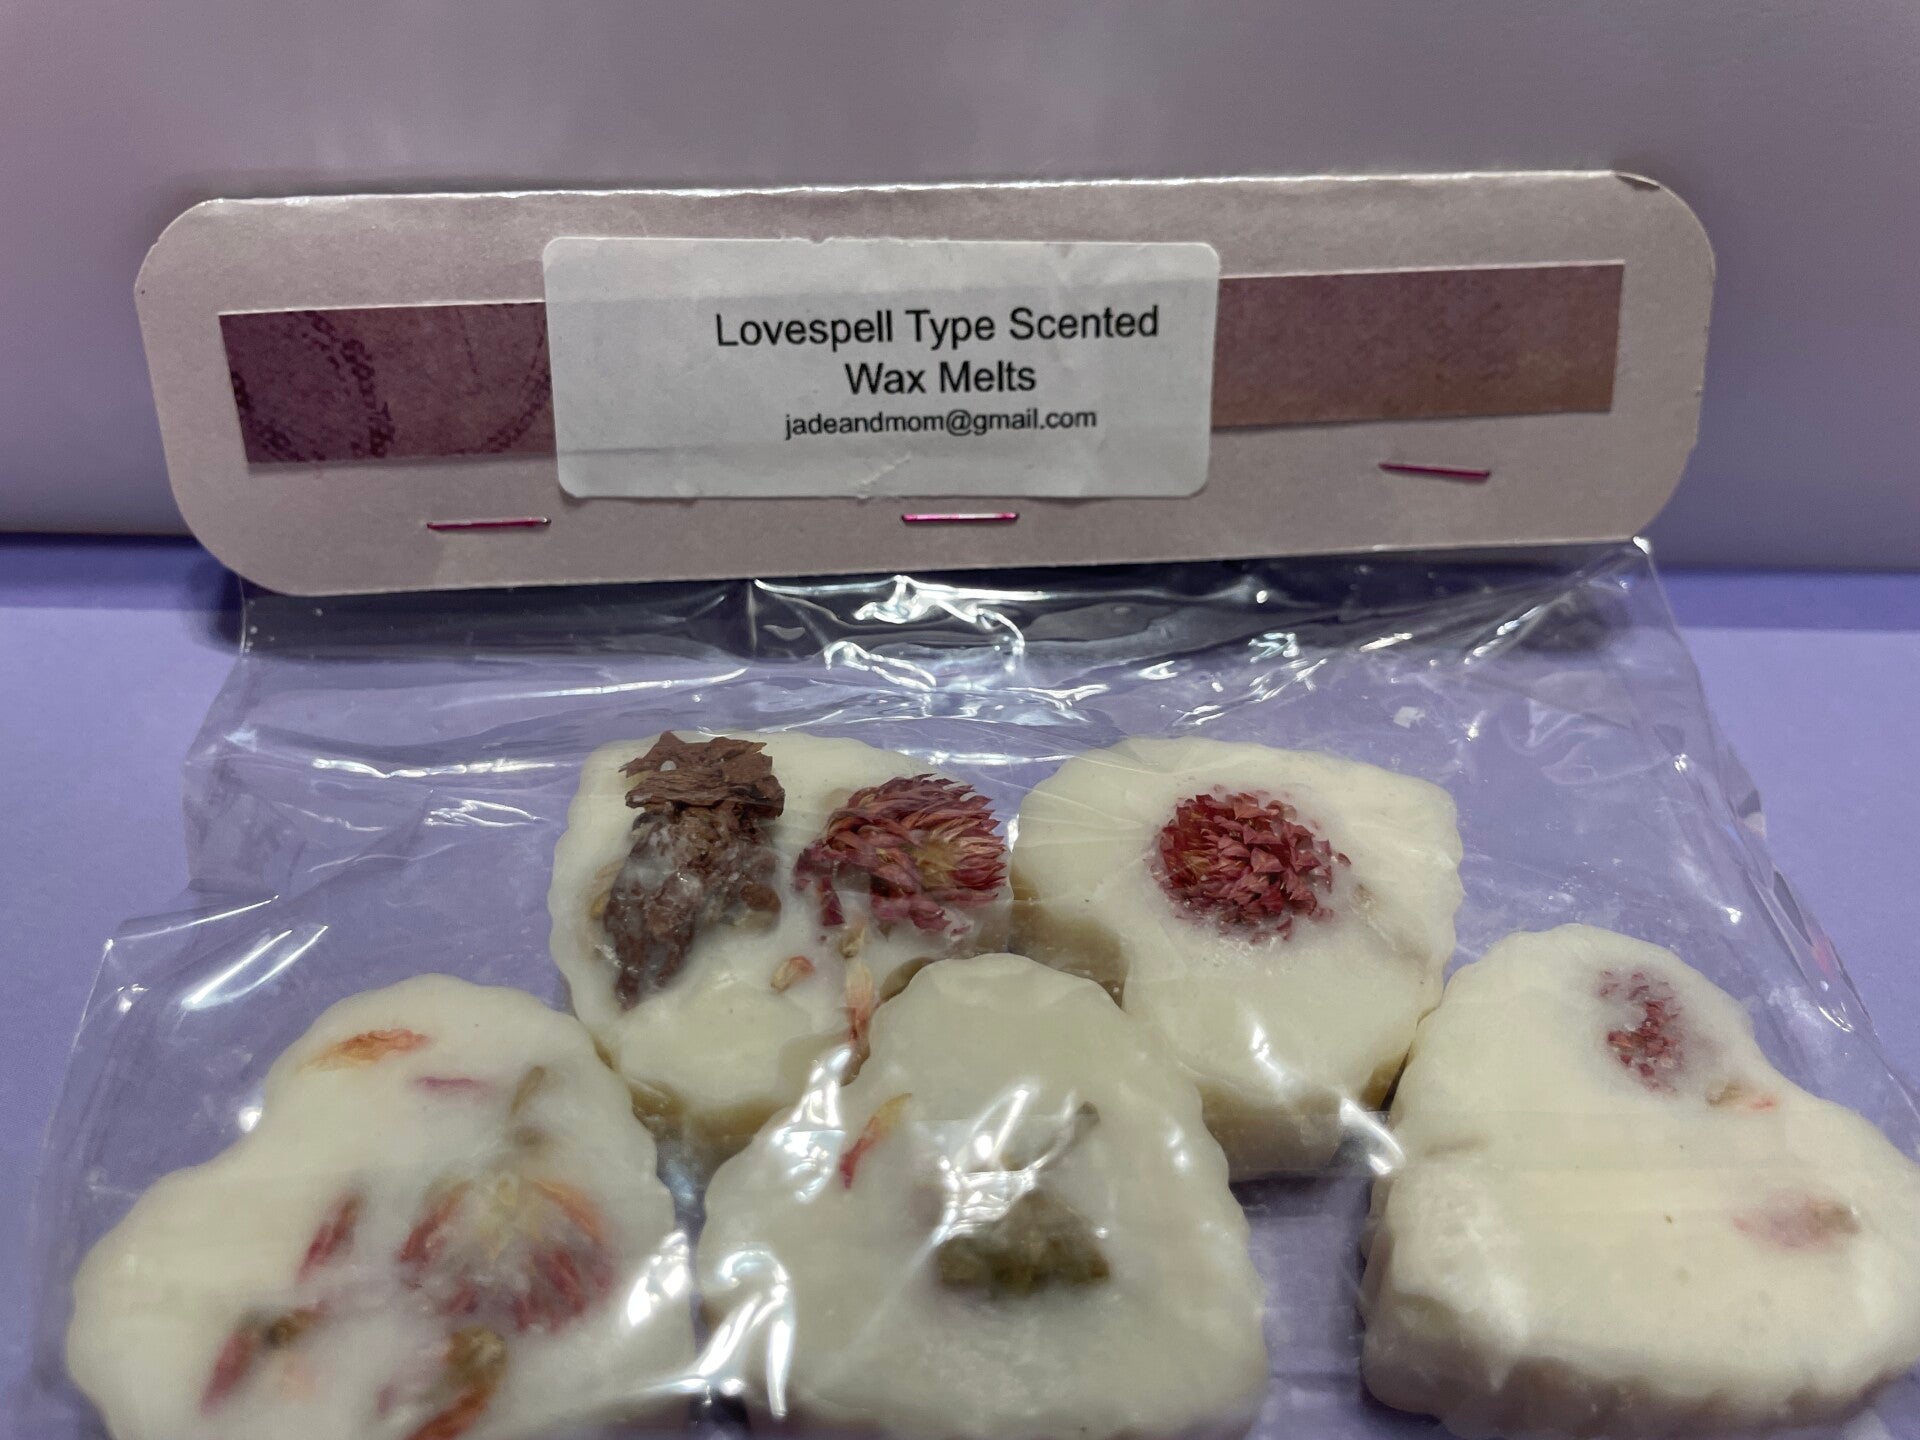 Lovespell Type Scented
Wax Melts
jadeandmom@gmail.com